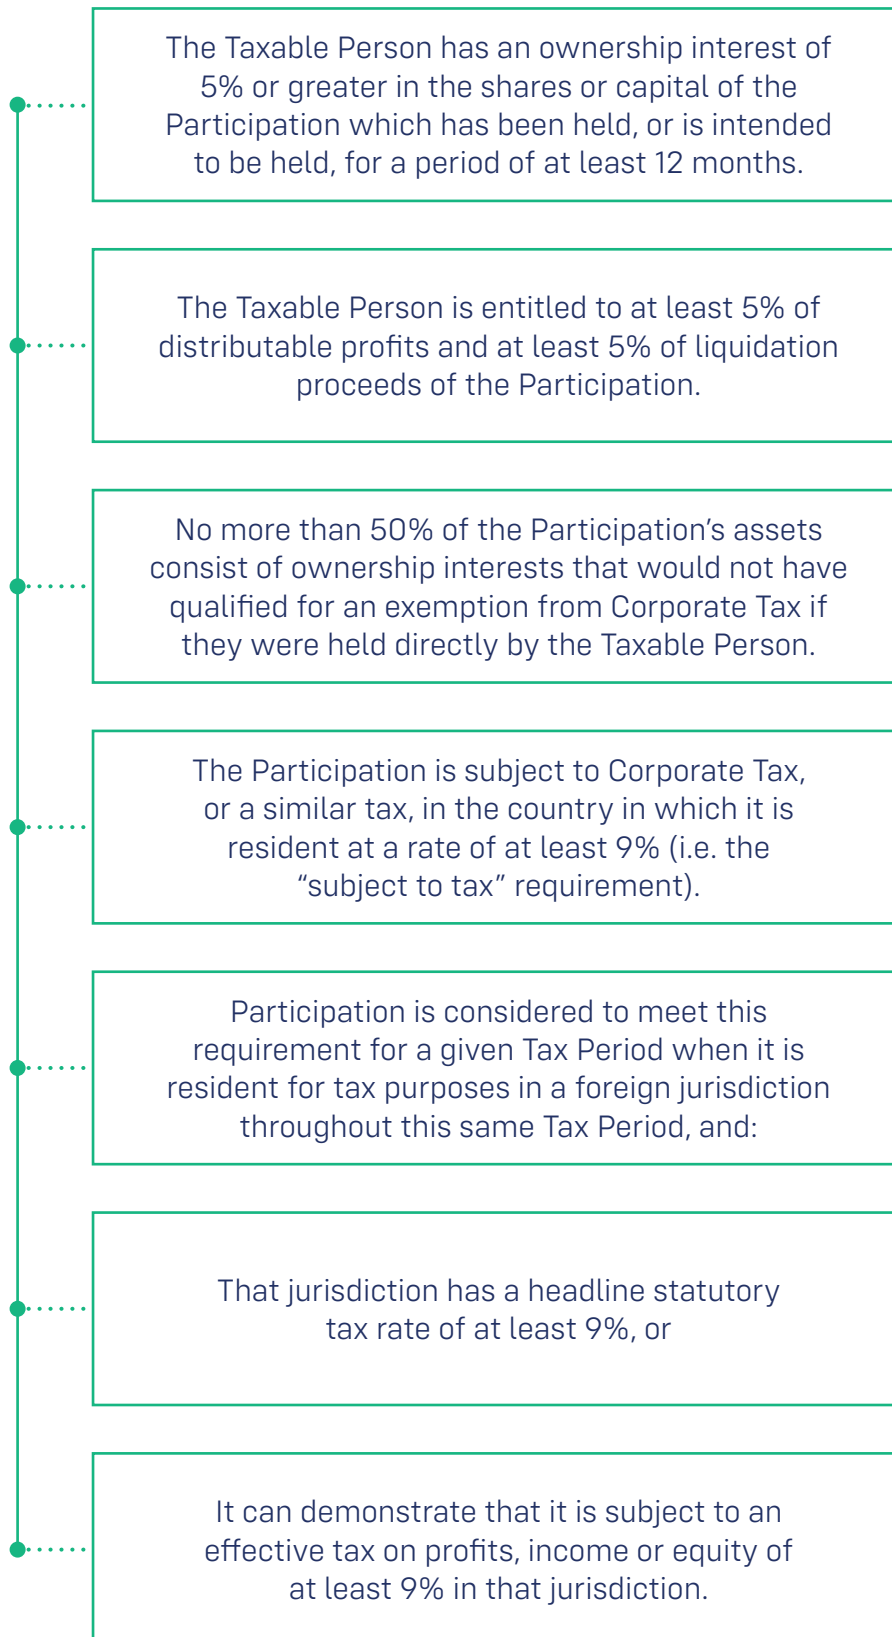 The Taxable Person has an ownership interest of
5% or greater in the shares or capital of the
Participation which has been held, or is intended
to be held, for a period of at least 12 months.
The Taxable Person is entitled to at least 5% of
distributable profits and at least 5% of liquidation
proceeds of the Participation.
No more than 50% of the Participation’s assets
consist of ownership interests that would not have
qualified for an exemption from Corporate Tax if
they were held directly by the Taxable Person.
The Participation is subject to Corporate Tax,
or a similar tax, in the country in which it is
resident at a rate of at least 9% (i.e. the
“subject to tax” requirement).
Participation is considered to meet this
requirement for a given Tax Period when it is
resident for tax purposes in a foreign jurisdiction
throughout this same Tax Period, and:
That jurisdiction has a headline statutory
tax rate of at least 9%, or
It can demonstrate that it is subject to an
effective tax on profits, income or equity of
at least 9% in that jurisdiction.